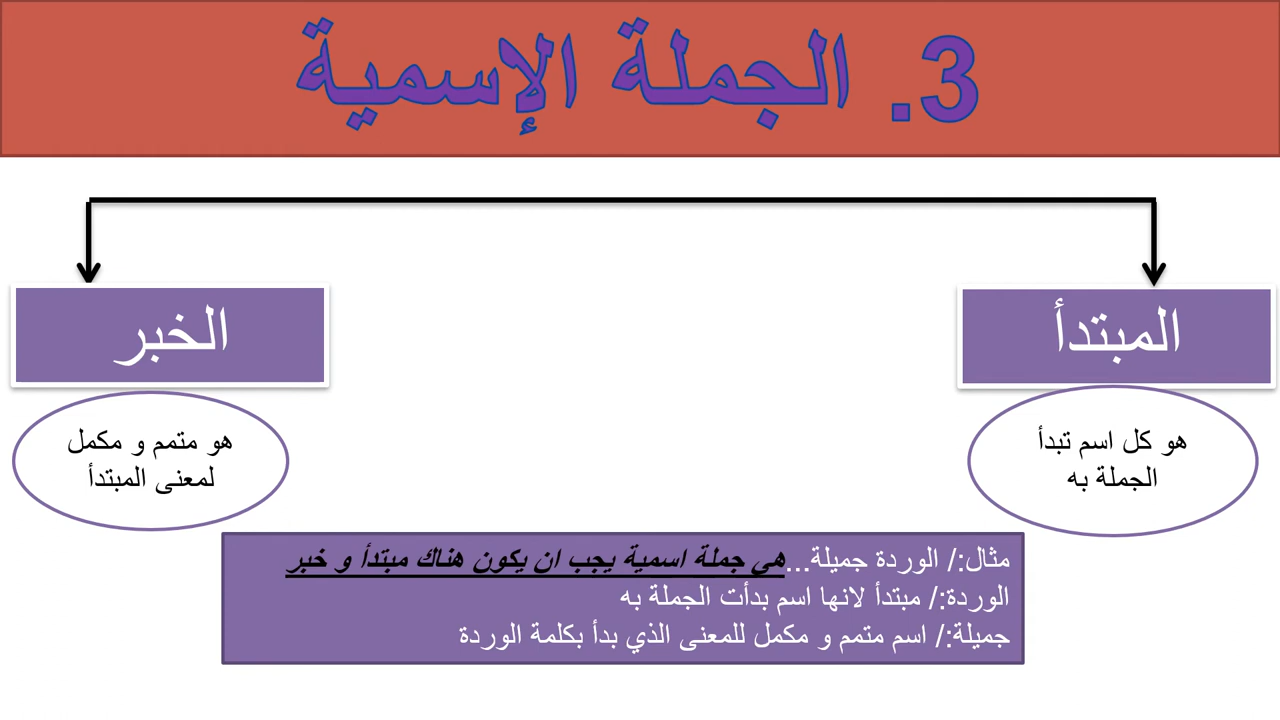 3. الجملة الإسمية
المبتدأ
الخبر
هو كل اسم تبدأ
الجملة به
هو متمم و مكمل
لمعنى المبتدأ
مثال:/ الوردة جميلة...هي جملة اسمية يجب ان يكون هناك مبتدأ و خبر
الوردة:/ مبتدأ لانها اسم بدأت الجملة به
جميلة:/ اسم متمم و مكمل للمعنى الذي بدأ بكلمة الوردة